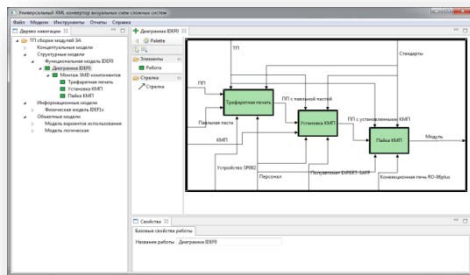 Универсальный XML конвертор визуальных сред сложных систем
Файл Модели Инструменты Отчеты Справка
Дерево навигации
ТП сборки модулей ЭА
Концептуальные модели
Структурные модели
Функциональная модель IDEF0
Диаграмма IDEF0
Монтаж SMD компонентов
Трафаретная печать
Установка КМП
Пайка КМП
Информационные модели
Физическая модель IDEF1x
Объектные модели
Модель вариантов использования
Модель логическая
Диаграмма IDEF0
Palette
Элементы
Работа
Стрелка
Стрелка
ТП
Стандарты
ПП
Трафаретная печать
ПП с паяльной пастой
Паяльная паста
Установка КМП
ПП с установленными КМП
КМП
Пайка КМП
Модуль
Устройство SP002
Персонал
Конвекционная печь RO-06plus
Свойства
Базовые свойства работы
Название работы Диаграмма IDEF0